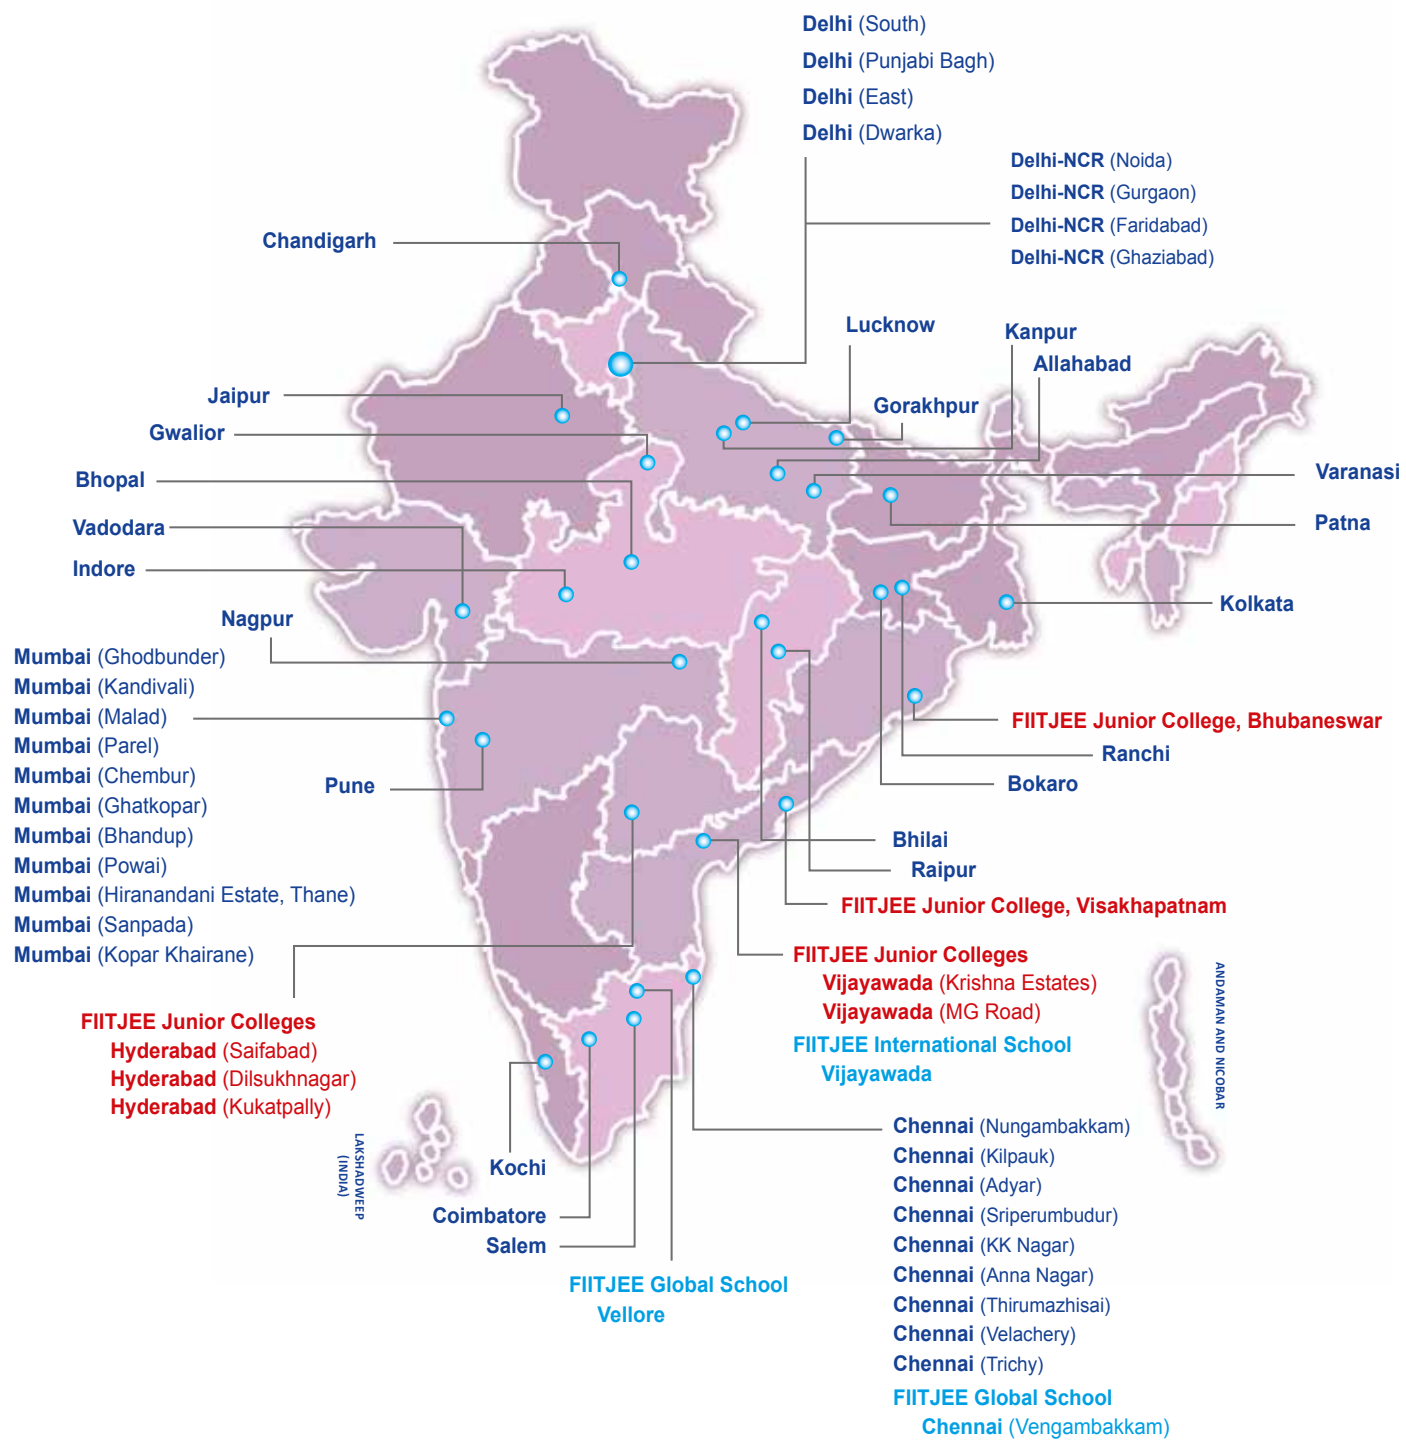 Delhi (South)
Delhi (Punjabi Bagh)
Delhi (East)
Delhi (Dwarka)
Delhi-NCR (Noida)
Delhi-NCR (Gurgaon)
Delhi-NCR (Faridabad)
Delhi-NCR (Ghaziabad)
Chandigarh
Lucknow
Kanpur
Allahabad
Jaipur
Gorakhpur
Gwalior
Varanasi
Bhopal
Patna
Vadodara
Indore
Kolkata
Nagpur
Mumbai (Ghodbunder)
Mumbai (Kandivali)
Mumbai (Malad)
Mumbai (Parel)
Mumbai (Chembur)
Mumbai (Ghatkopar)
Mumbai (Bhandup)
Mumbai (Powai)
Mumbai (Hiranandani Estate, Thane)
Mumbai (Sanpada)
Mumbai (Kopar Khairane)
Pune
FIITJEE Junior College, Bhubaneswar
Ranchi
Bokaro
Bhilai
Raipur
FIITJEE Junior College, Visakhapatnam
FIITJEE Junior Colleges
Vijayawada (Krishna Estates)
Vijayawada (MG Road)
FIITJEE International School
Vijayawada
ANDAMAN AND NICOBAR
FIITJEE Junior Colleges
Hyderabad (Saifabad)
Hyderabad (Dilsukhnagar)
Hyderabad (Kukatpally)
LAKSHADWEEP
(INDIA)
Kochi
Coimbatore
Salem
FIITJEE Global School
Vellore
Chennai (Nungambakkam)
Chennai (Kilpauk)
Chennai (Adyar)
Chennai (Sriperumbudur)
Chennai (KK Nagar)
Chennai (Anna Nagar)
Chennai (Thirumazhisai)
Chennai (Velachery)
Chennai (Trichy)
FIITJEE Global School
Chennai (Vengambakkam)